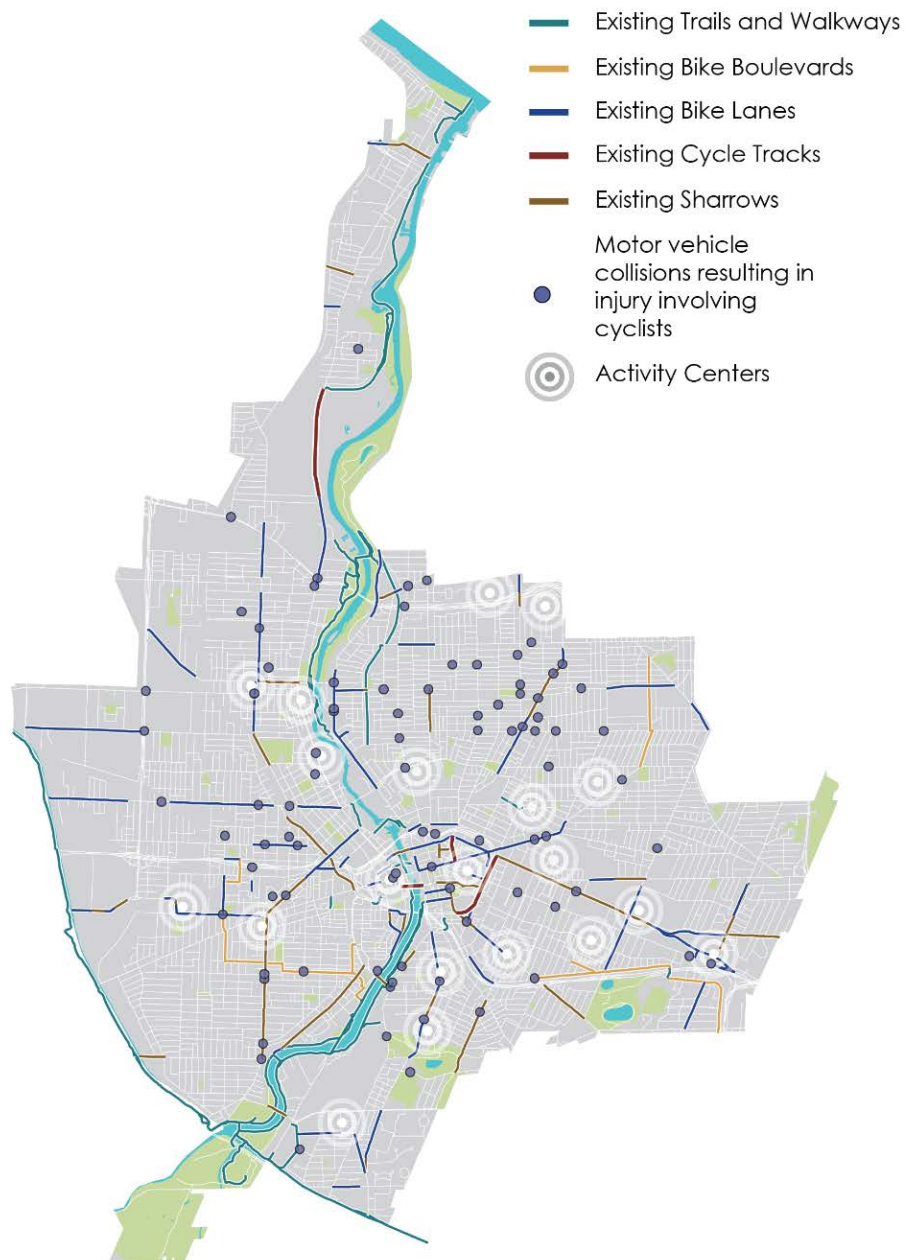 Existing Trails and Walkways
Existing Bike Boulevards
Existing Bike Lanes
Existing Cycle Tracks
Existing Sharrows
Motor vehicle
collisions resulting in
injury involving
cyclists
Activity Centers